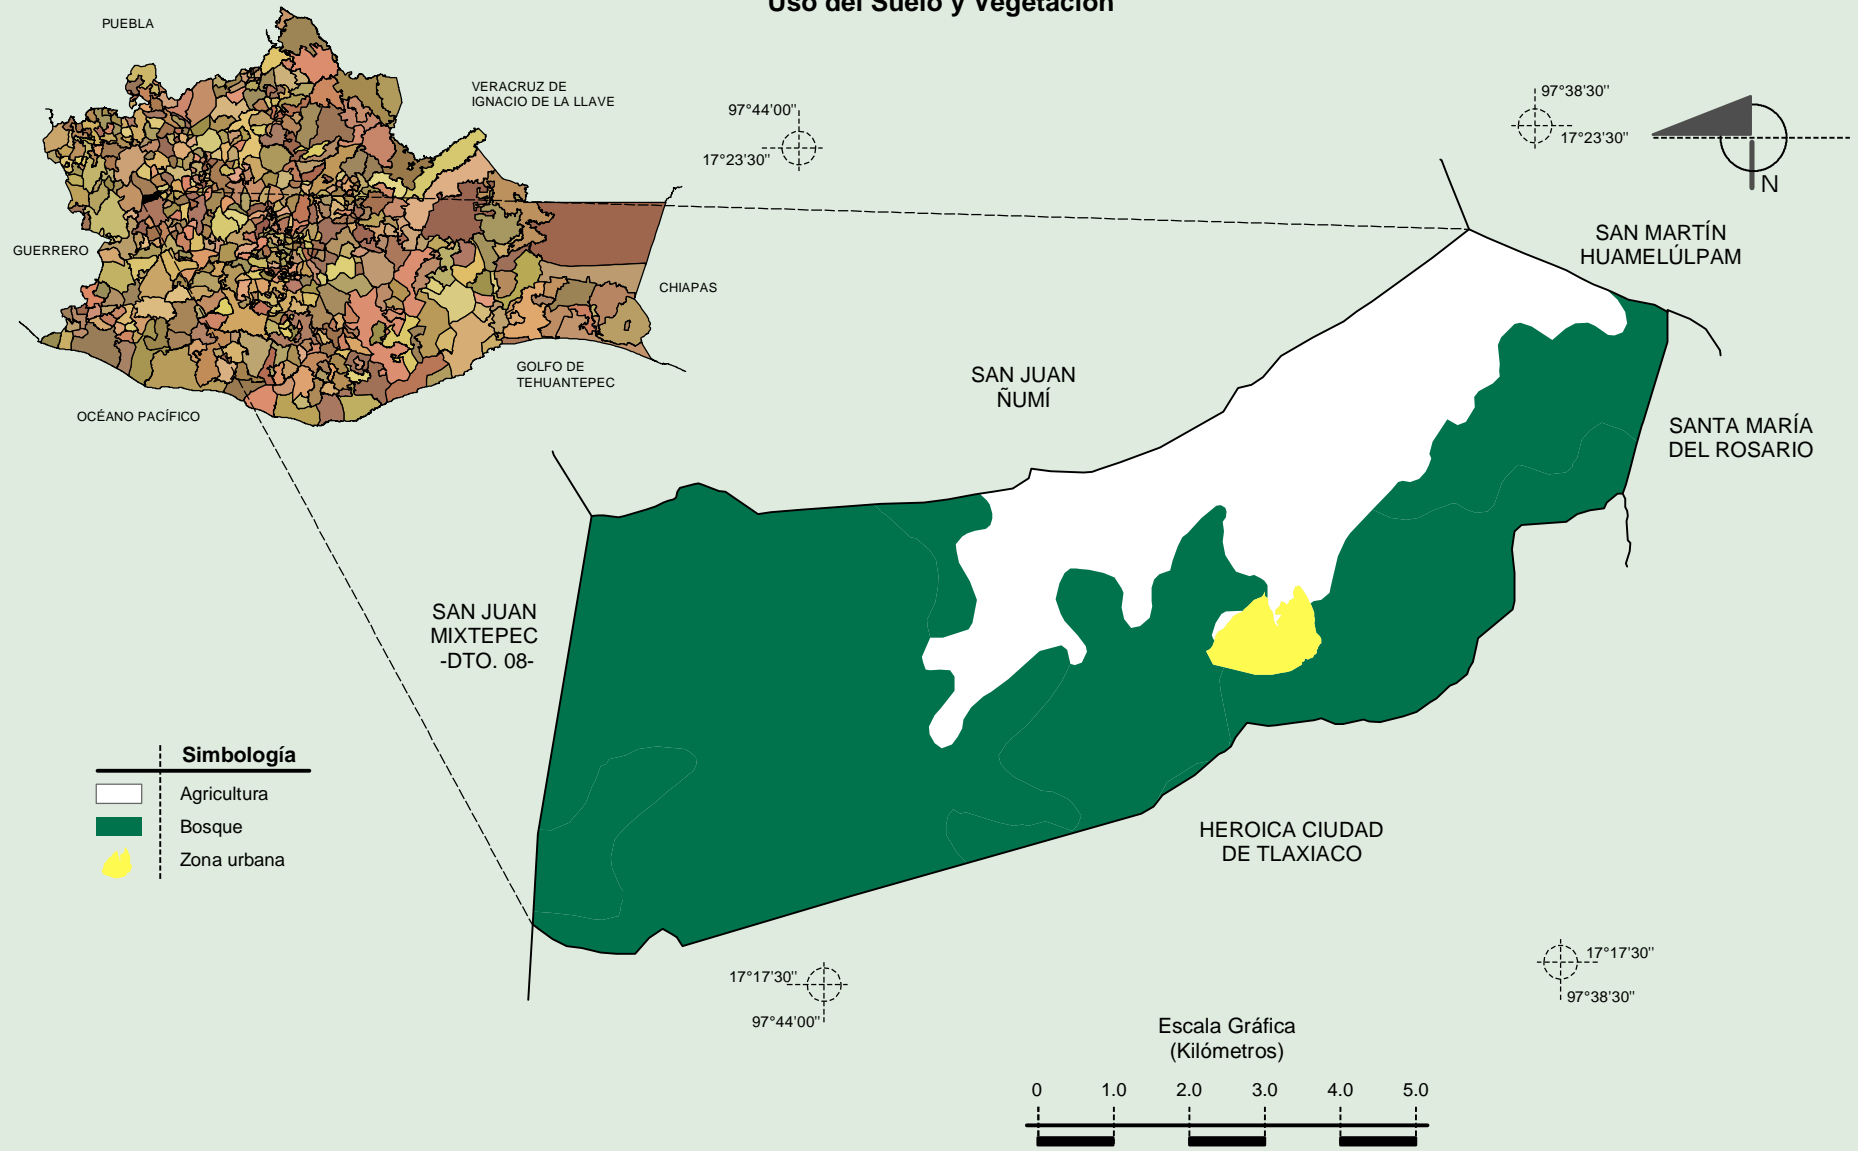 Uso del Suelo y Vegetación
PUEBLA
VERACRUZ DE
IGNACIO DE LA LLAVE
GUERRERO
CHIAPAS
GOLFO DE
TEHUANTEPEC
OCÉANO PACÍFICO
97°44'00"
17°23'30"
97°38'30"
17°23'30"
N
SAN MARTÍN
HUAMELÚLPAM
SAN JUAN
ÑUMÍ
SANTA MARÍA
DEL ROSARIO
SAN JUAN
MIXTEPEC
-DTO. 08-
HEROICA CIUDAD
DE TLAXIACO
Simbología
Agricultura
Bosque
Zona urbana
17°17'30"
97°44'00"
17°17'30"
97°38'30"
Escala Gráfica
(Kilómetros)
0 1.0 2.0 3.0 4.0 5.0